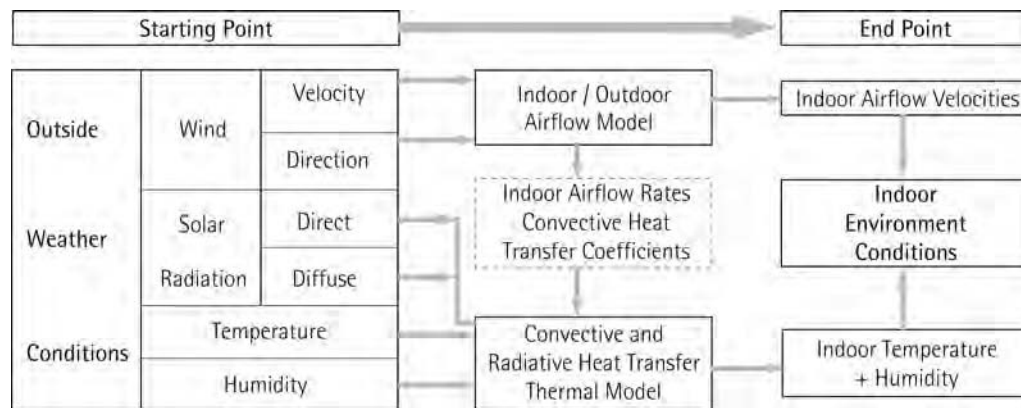 Starting Point
End Point
Outside
Weather
Conditions
Wind
Velocity
Direction
Solar
Radiation
Direct
Diffuse
Temperature
Humidity
Indoor / Outdoor
Airflow Model
Indoor Airflow Rates
Convective Heat
Transfer Coefficients
Convective and
Radiative Heat Transfer
Thermal Model
Indoor Airflow Velocities
Indoor
Environment
Conditions
Indoor Temperature
+ Humidity